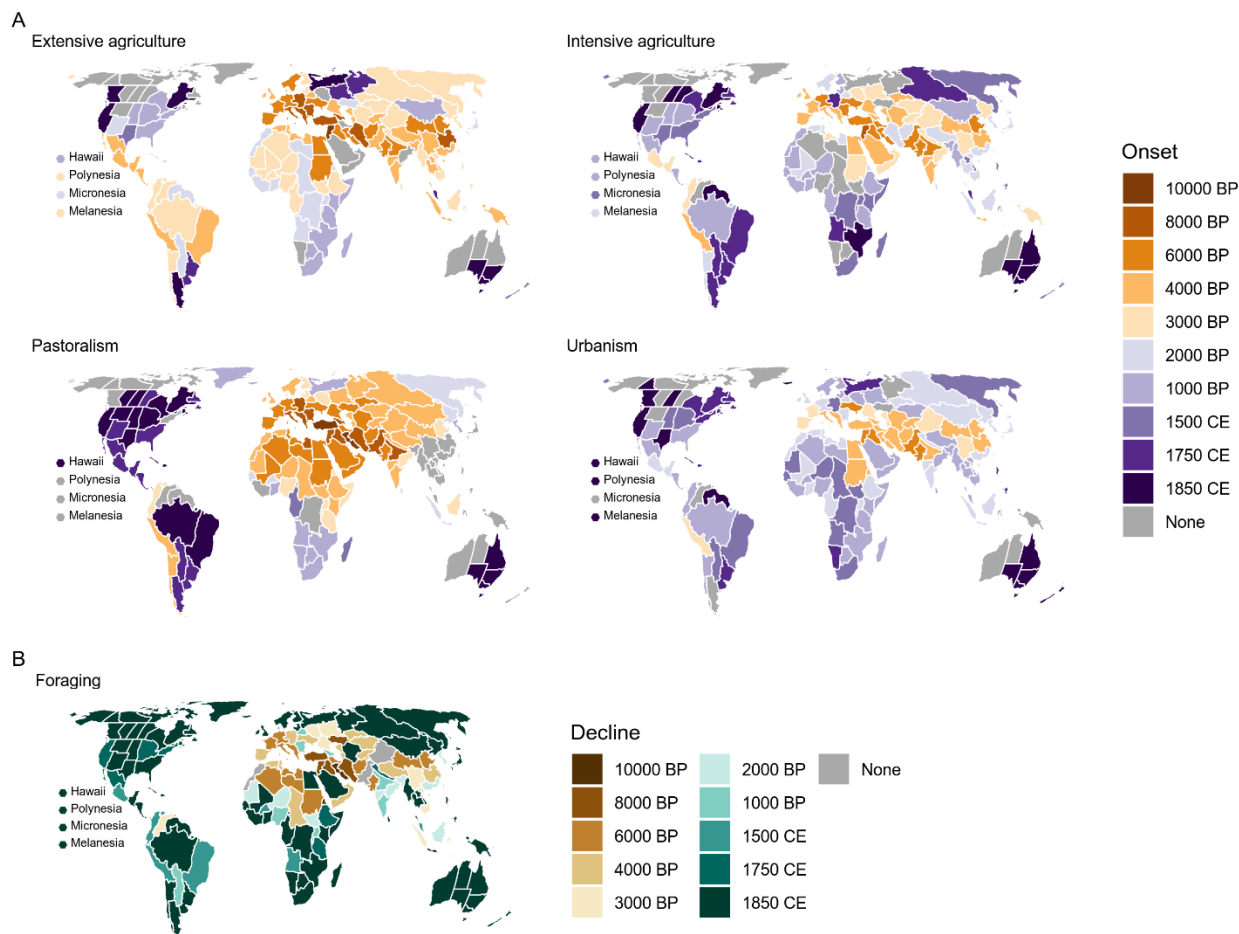 A
Extensive agriculture
Hawaii
Polynesia
Micronesia
Melanesia
Intensive agriculture
Hawaii
Polynesia
Micronesia
Melanesia
Pastoralism
Hawaii
Polynesia
Micronesia
Melanesia
Urbanism
Hawaii
Polynesia
Micronesia
Melanesia
Onset
10000 BP
8000 BP
6000 BP
4000 BP
3000 BP
2000 BP
1000 BP
1500 CE
1750 CE
1850 CE
None
B
Foraging
Hawaii
Polynesia
Micronesia
Melanesia
Decline
10000 BP
8000 BP
6000 BP
4000 BP
3000 BP
2000 BP
1000 BP
1500 CE
1750 CE
1850 CE
None